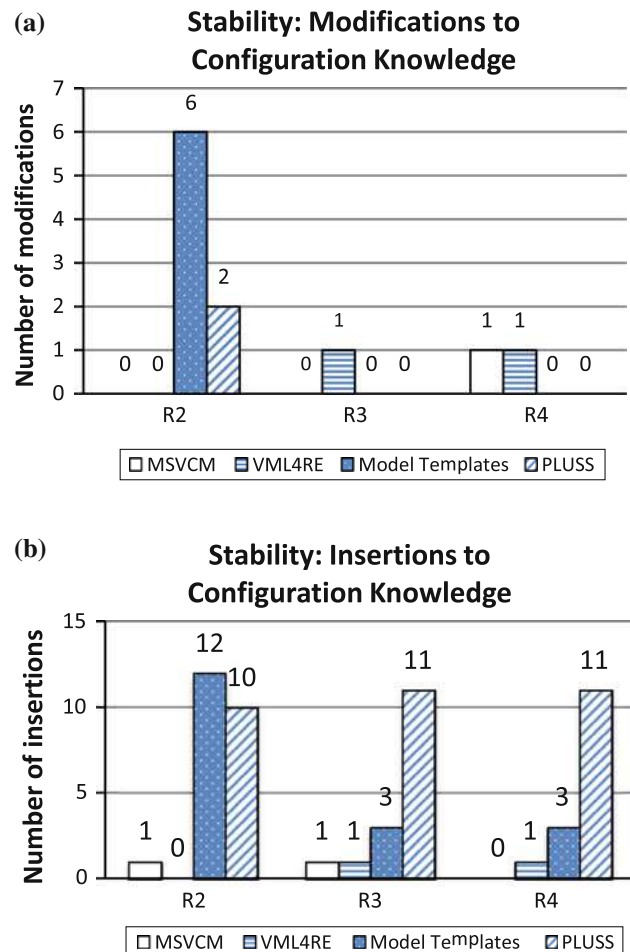 (a)
Stability: Modifications to
Configuration Knowledge
Number of modifications
7
6
5
4
3
2
1
0
0 0 6 2
0 1 0 0
1 1 0 0
R2 R3 R4
MSVCM VML4RE Model Templates PLUSS
(b)
Stability: Insertions to
Configuration Knowledge
Number of insertions
15
10
5
0
1 0 12 10
1 1 3 11
0 1 3 11
R2 R3 R4
MSVCM VML4RE Model Templates PLUSS